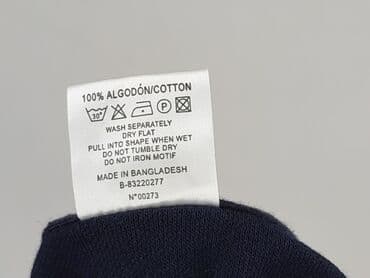 100% ALGODÓN/COTTON
30°
WASH SEPARATELY
DRY FLAT
PULL INTO SHAPE WHEN WET
DO NOT TUMBLE DRY
DO NOT IRON MOTIF
MADE IN BANGLADESH
B-83220277
N°00273